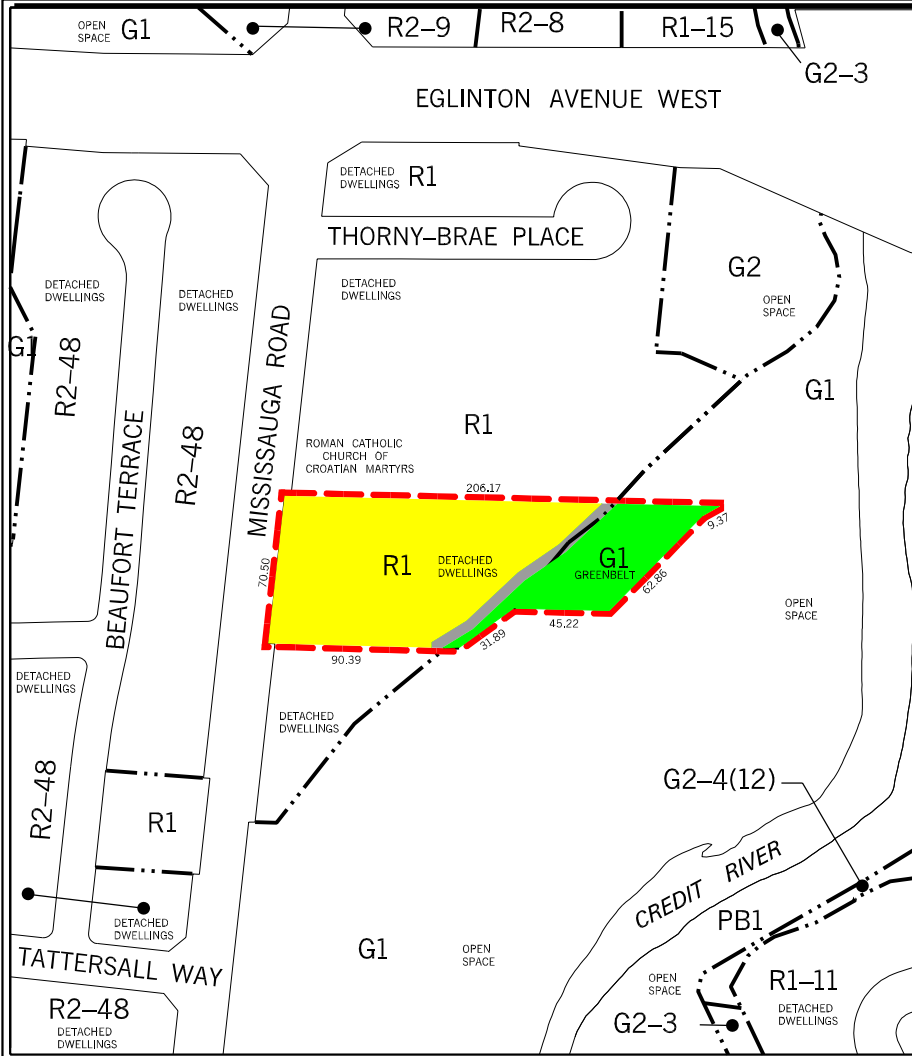 OPEN
SPACE
G1
R2–9
R2–8
R1–15
G2–3
EGLINTON AVENUE WEST
DETACHED
DWELLINGS
R1
THORNY–BRAE PLACE
G2
OPEN
SPACE
DETACHED
DWELLINGS
DETACHED
DWELLINGS
DETACHED
DWELLINGS
G1
R2–48
MISSISSAUGA ROAD
G1
R1
BEAUFORT TERRACE
R2–48
ROMAN CATHOLIC
CHURCH OF
CROATIAN MARTYRS
206.17
9.37
70.50
R1
DETACHED
DWELLINGS
G1
GREENBELT
62.86
45.22
31.89
90.39
OPEN
SPACE
DETACHED
DWELLINGS
DETACHED
DWELLINGS
R2–48
R1
G2–4(12)
CREDIT RIVER
PB1
DETACHED
DWELLINGS
TATTERSALL WAY
G1
OPEN
SPACE
OPEN
SPACE
R1–11
DETACHED
DWELLINGS
G2–3
R2–48
DETACHED
DWELLINGS